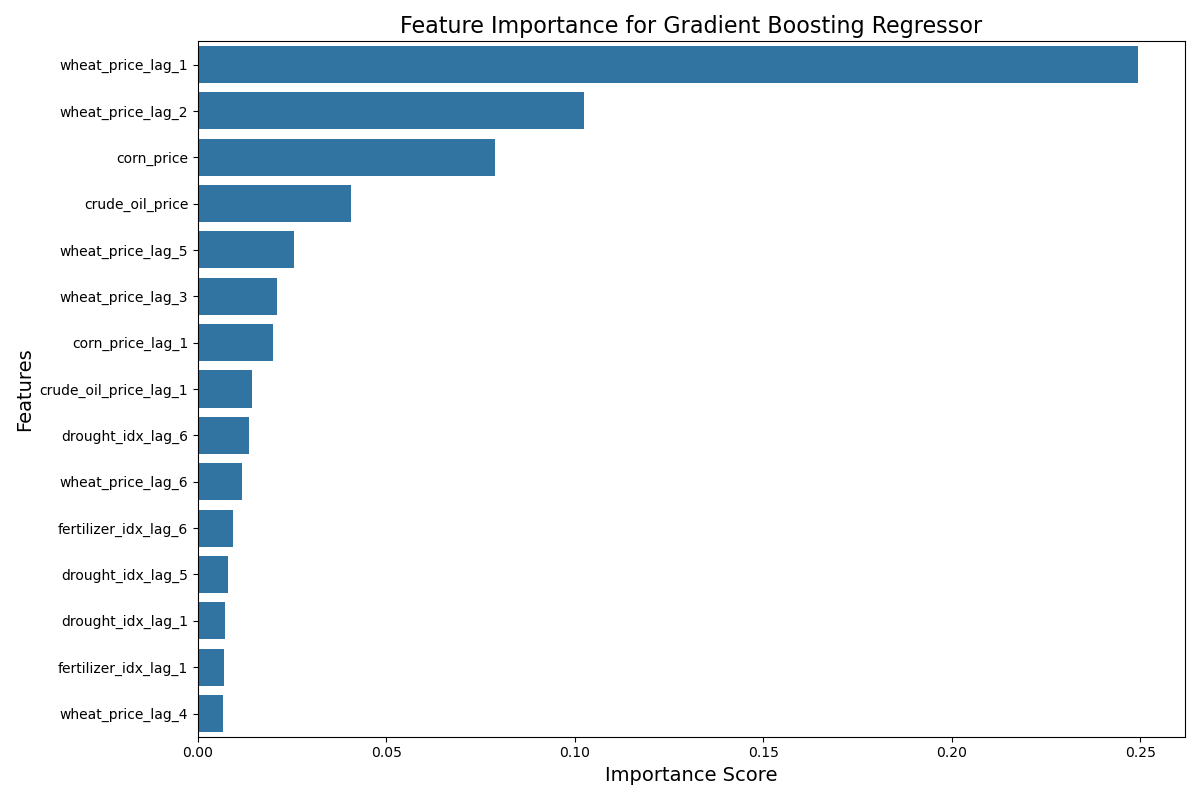 Feature Importance for Gradient Boosting Regressor
wheat_price_lag_1
wheat_price_lag_2
corn_price
crude_oil_price
wheat_price_lag_5
wheat_price_lag_3
corn_price_lag_1
crude_oil_price_lag_1
drought_idx_lag_6
wheat_price_lag_6
fertilizer_idx_lag_6
drought_idx_lag_5
drought_idx_lag_1
fertilizer_idx_lag_1
wheat_price_lag_4
Features
0.00 0.05 0.10 0.15 0.20 0.25
Importance Score